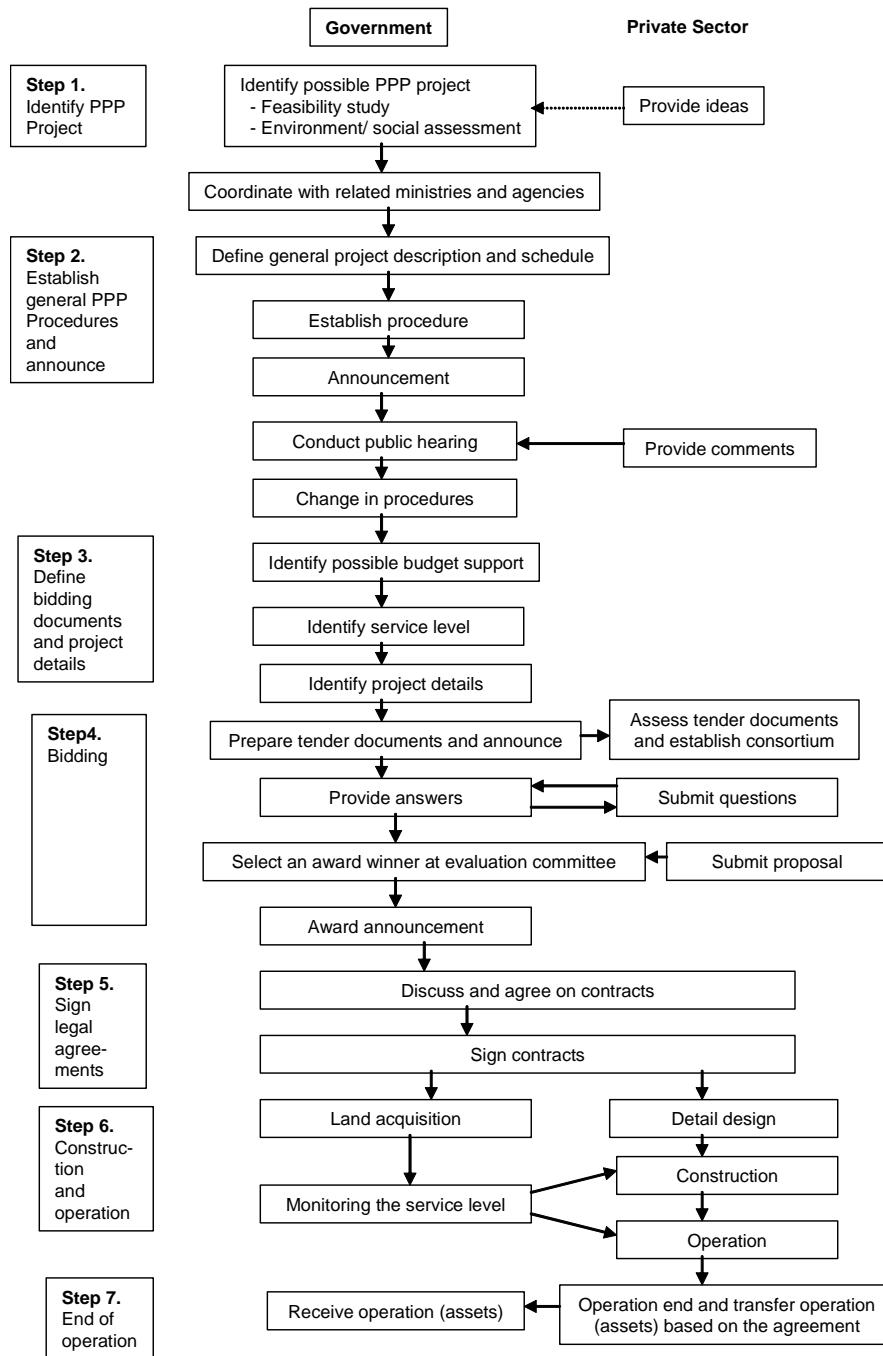 Government
Private Sector
Step 1.
Identify PPP
Project
Identify possible PPP project
- Feasibility study
- Environment/ social assessment
Provide ideas
Coordinate with related ministries and agencies
Step 2.
Establish
general PPP
Procedures
and
announce
Define general project description and schedule
Establish procedure
Announcement
Conduct public hearing
Provide comments
Change in procedures
Step 3.
Define
bidding
documents
and project
details
Identify possible budget support
Identify service level
Identify project details
Step4.
Bidding
Prepare tender documents and announce
Assess tender documents
and establish consortium
Provide answers
Submit questions
Select an award winner at evaluation committee
Submit proposal
Award announcement
Step 5.
Sign
legal
agree-
ments
Discuss and agree on contracts
Sign contracts
Step 6.
Construc-
tion
and
operation
Land acquisition
Detail design
Monitoring the service level
Construction
Operation
Step 7.
End of
operation
Receive operation (assets)
Operation end and transfer operation
(assets) based on the agreement